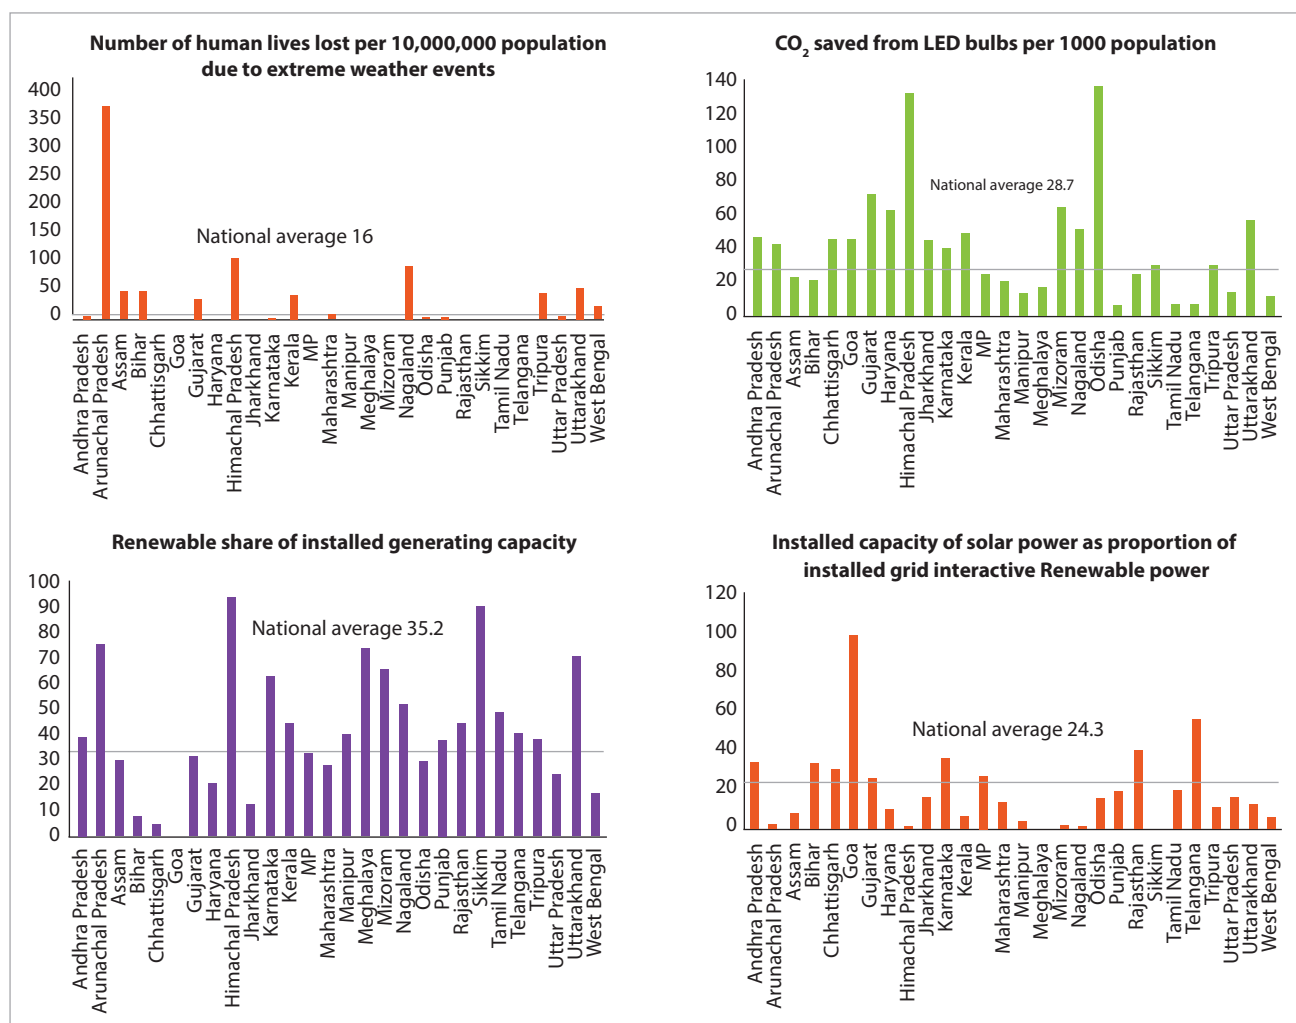 Number of human lives lost per 10,000,000 population
due to extreme weather events
400
350
300
250
200
150
100
50
0
National average 16
Andhra Pradesh
Arunachal Pradesh
Assam
Bihar
Chhattisgarh
Goa
Gujarat
Haryana
Himachal Pradesh
Jharkhand
Karnataka
Kerala
MP
Maharashtra
Manipur
Meghalaya
Mizoram
Nagaland
Odisha
Punjab
Rajasthan
Sikkim
Tamil Nadu
Telangana
Tripura
Uttar Pradesh
Uttarakhand
West Bengal
CO₂ saved from LED bulbs per 1000 population
140
120
100
80
60
40
20
0
National average 28.7
Andhra Pradesh
Arunachal Pradesh
Assam
Bihar
Chhattisgarh
Goa
Gujarat
Haryana
Himachal Pradesh
Jharkhand
Karnataka
Kerala
MP
Maharashtra
Manipur
Meghalaya
Mizoram
Nagaland
Odisha
Punjab
Rajasthan
Sikkim
Tamil Nadu
Telangana
Tripura
Uttar Pradesh
Uttarakhand
West Bengal
Renewable share of installed generating capacity
100
90
80
70
60
50
40
30
20
10
0
National average 35.2
Andhra Pradesh
Arunachal Pradesh
Assam
Bihar
Chhattisgarh
Goa
Gujarat
Haryana
Himachal Pradesh
Jharkhand
Karnataka
Kerala
MP
Maharashtra
Manipur
Meghalaya
Mizoram
Nagaland
Odisha
Punjab
Rajasthan
Sikkim
Tamil Nadu
Telangana
Tripura
Uttar Pradesh
Uttarakhand
West Bengal
Installed capacity of solar power as proportion of
installed grid interactive Renewable power
120
100
80
60
40
20
0
National average 24.3
Andhra Pradesh
Arunachal Pradesh
Assam
Bihar
Chhattisgarh
Goa
Gujarat
Haryana
Himachal Pradesh
Jharkhand
Karnataka
Kerala
MP
Maharashtra
Manipur
Meghalaya
Mizoram
Nagaland
Odisha
Punjab
Rajasthan
Sikkim
Tamil Nadu
Telangana
Tripura
Uttar Pradesh
Uttarakhand
West Bengal